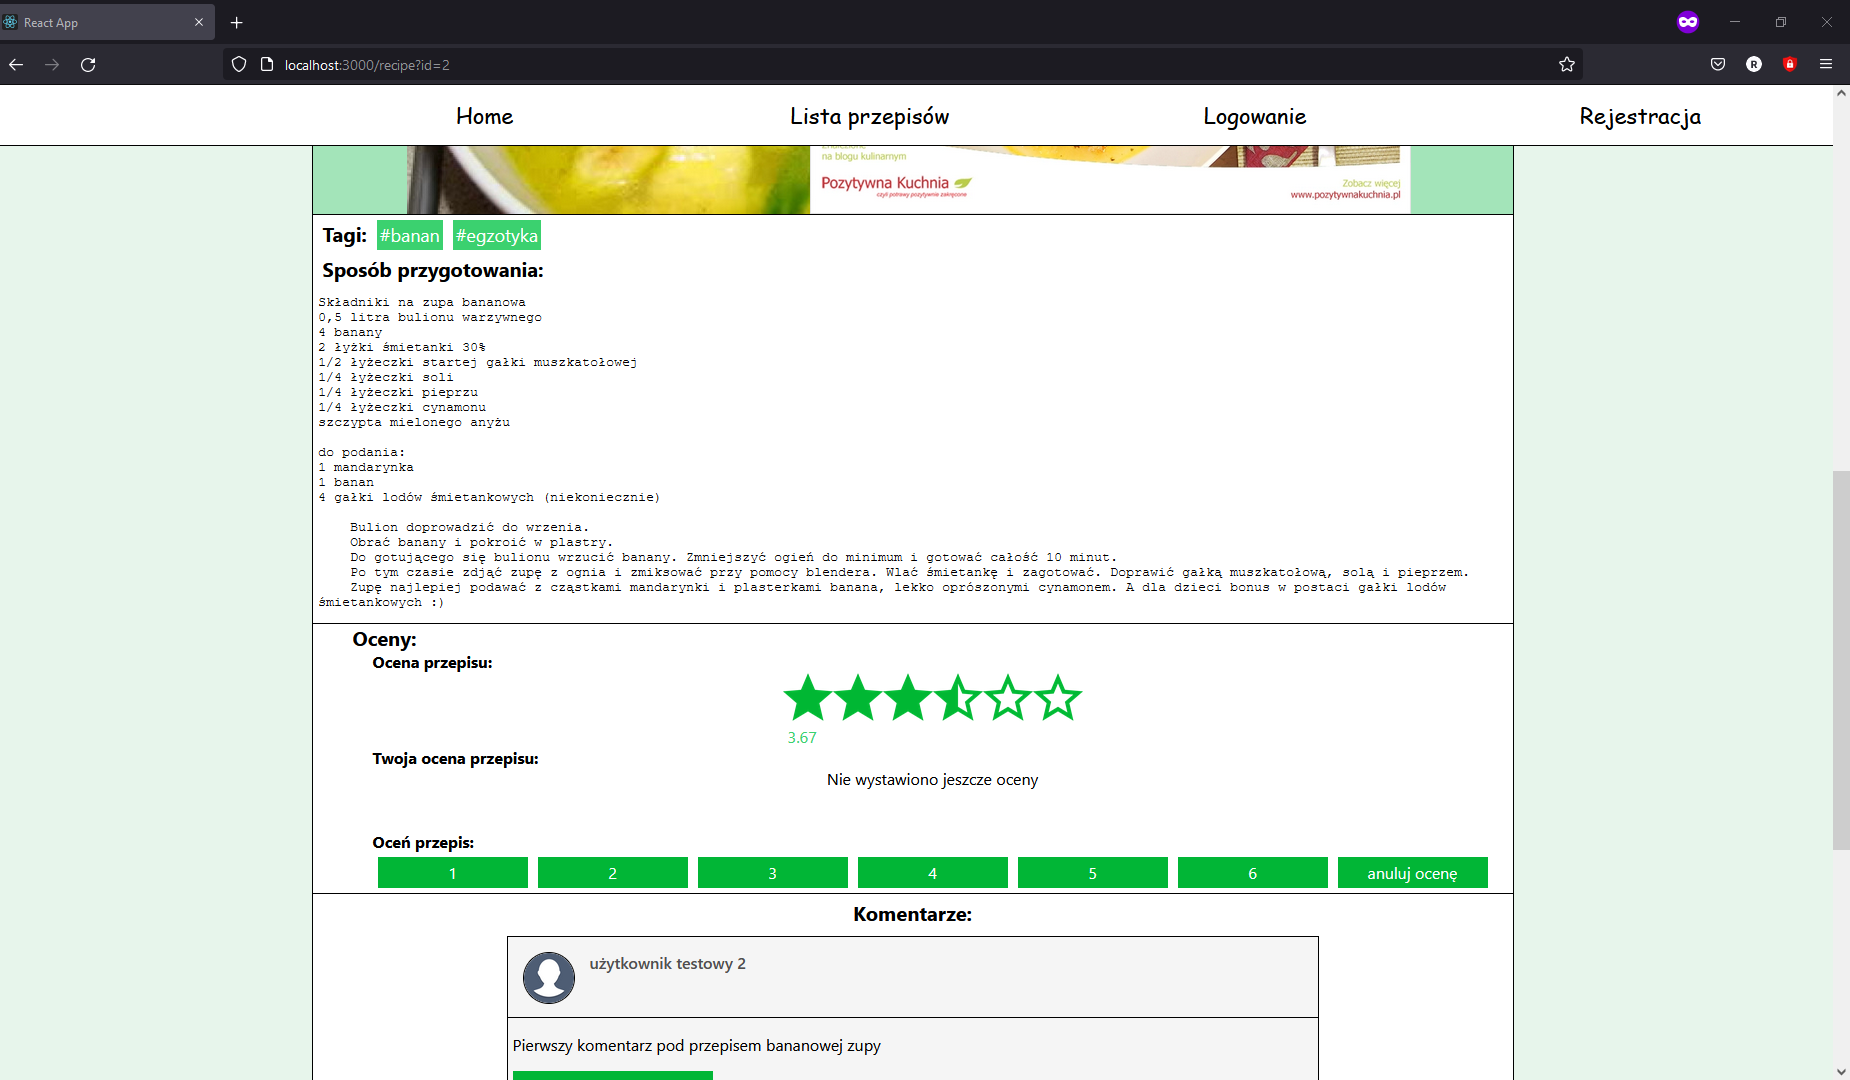 React App
localhost:3000/recipe?id=2
R
Home
Lista przepisów
Logowanie
Rejestracja
na blogu kulinarnym
Pozytywna Kuchnia
czyli potrawy pozytywnie zakręcone
Zobacz więcej
www.pozytywnakuchnia.pl
Tagi: #banan #egzotyka
Sposób przygotowania:
Składniki na zupa bananowa
0,5 litra bulionu warzywnego
4 banany
2 łyżki śmietanki 30%
1/2 łyżeczki startej gałki muszkatołowej
1/4 łyżeczki soli
1/4 łyżeczki pieprzu
1/4 łyżeczki cynamonu
szczypta mielonego anyżu
do podania:
1 mandarynka
1 banan
4 gałki lodów śmietankowych (niekoniecznie)
Bulion doprowadzić do wrzenia.
Obrać banany i pokroić w plastry.
Do gotującego się bulionu wrzucić banany. Zmniejszyć ogień do minimum i gotować całość 10 minut.
Po tym czasie zdjąć zupę z ognia i zmiksować przy pomocy blendera. Wlać śmietankę i zagotować. Doprawić gałką muszkatołową, solą i pieprzem.
Zupę najlepiej podawać z cząstkami mandarynki i plasterkami banana, lekko oprószonymi cynamonem. A dla dzieci bonus w postaci gałki lodów
śmietankowych :)
Oceny:
Ocena przepisu:
3.67
Twoja ocena przepisu:
Nie wystawiono jeszcze oceny
Oceń przepis:
1
2
3
4
5
6
anuluj ocenę
Komentarze:
użytkownik testowy 2
Pierwszy komentarz pod przepisem bananowej zupy